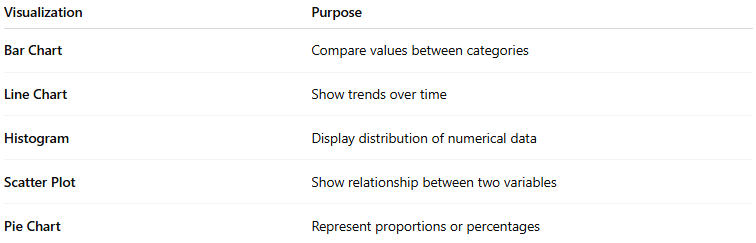 Visualization Purpose
Bar Chart Compare values between categories
Line Chart Show trends over time
Histogram Display distribution of numerical data
Scatter Plot Show relationship between two variables
Pie Chart Represent proportions or percentages